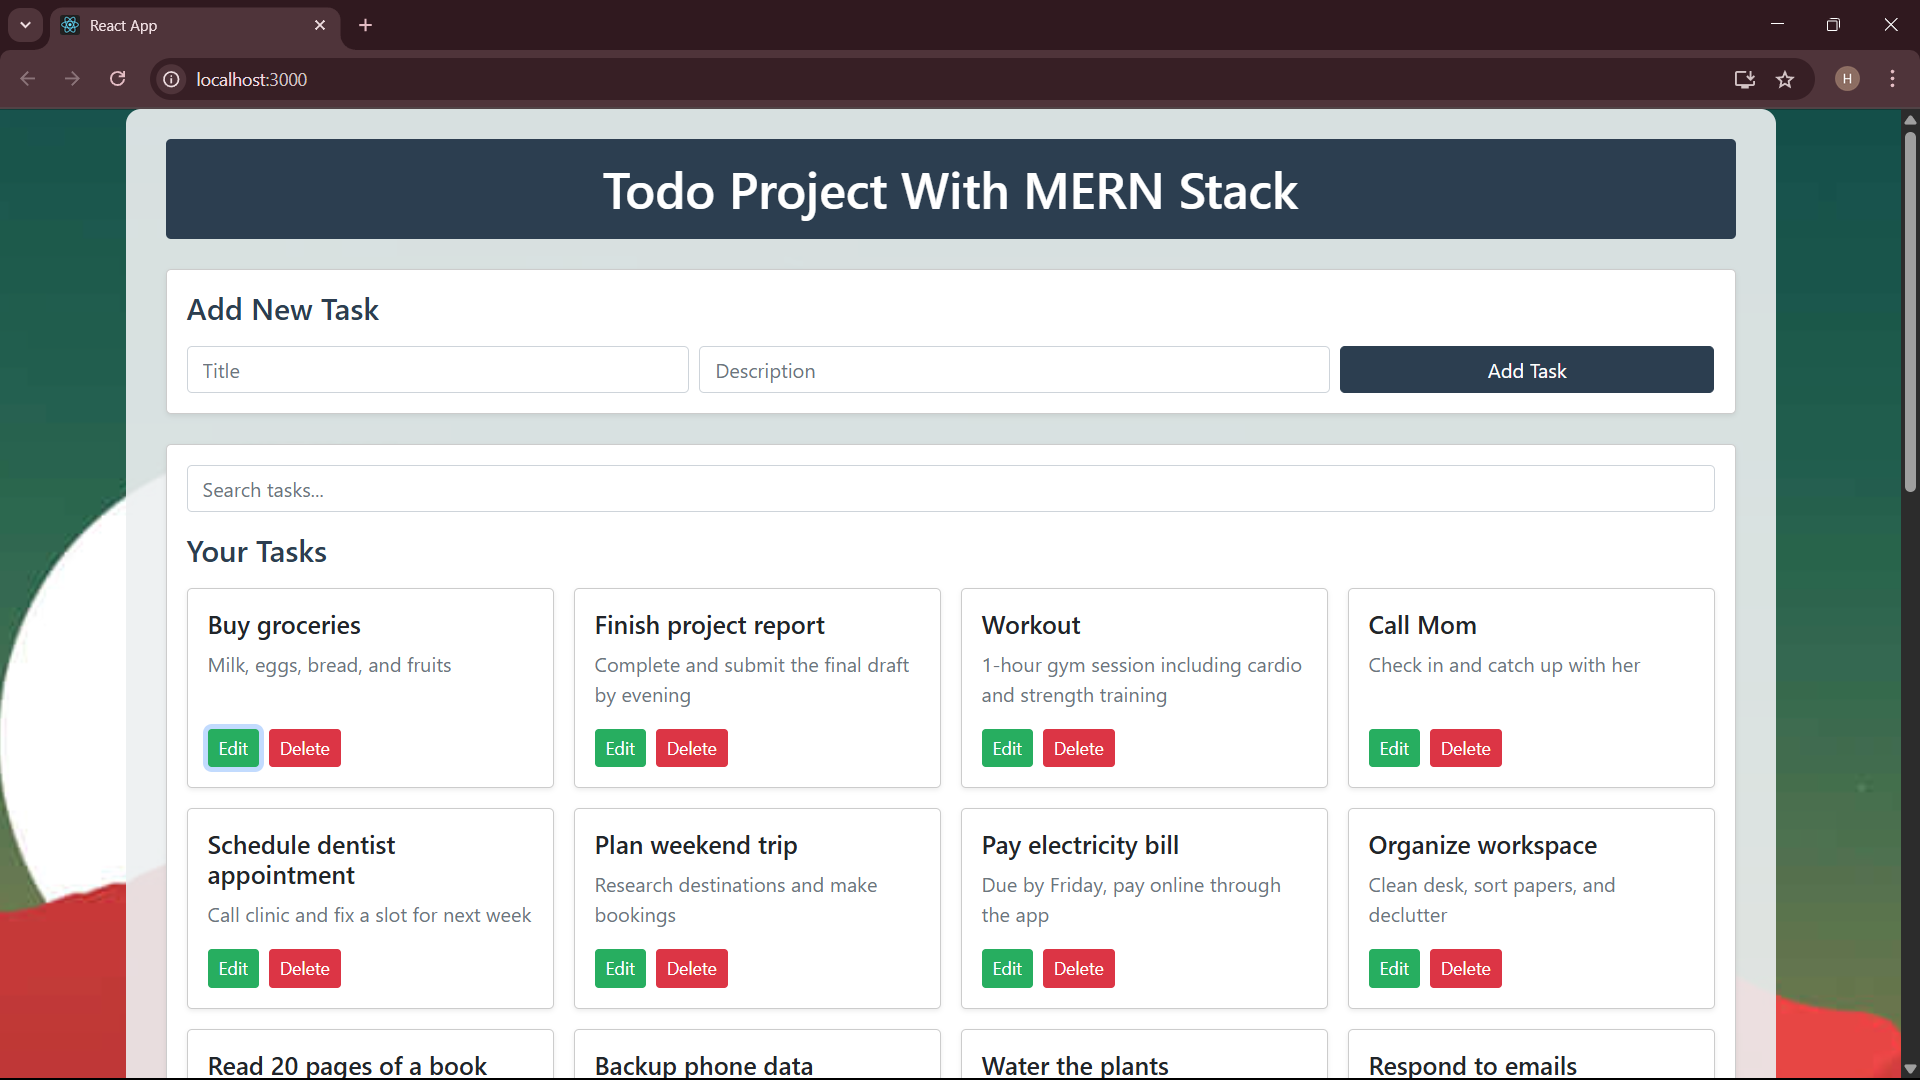 React App
localhost:3000
H
Todo Project With MERN Stack
Add New Task
Title
Description
Add Task
Search tasks...
Your Tasks
Buy groceries
Milk, eggs, bread, and fruits
Edit
Delete
Finish project report
Complete and submit the final draft
by evening
Edit
Delete
Workout
1-hour gym session including cardio
and strength training
Edit
Delete
Call Mom
Check in and catch up with her
Edit
Delete
Schedule dentist
appointment
Call clinic and fix a slot for next week
Edit
Delete
Plan weekend trip
Research destinations and make
bookings
Edit
Delete
Pay electricity bill
Due by Friday, pay online through
the app
Edit
Delete
Organize workspace
Clean desk, sort papers, and
declutter
Edit
Delete
Read 20 pages of a book
Backup phone data
Water the plants
Respond to emails